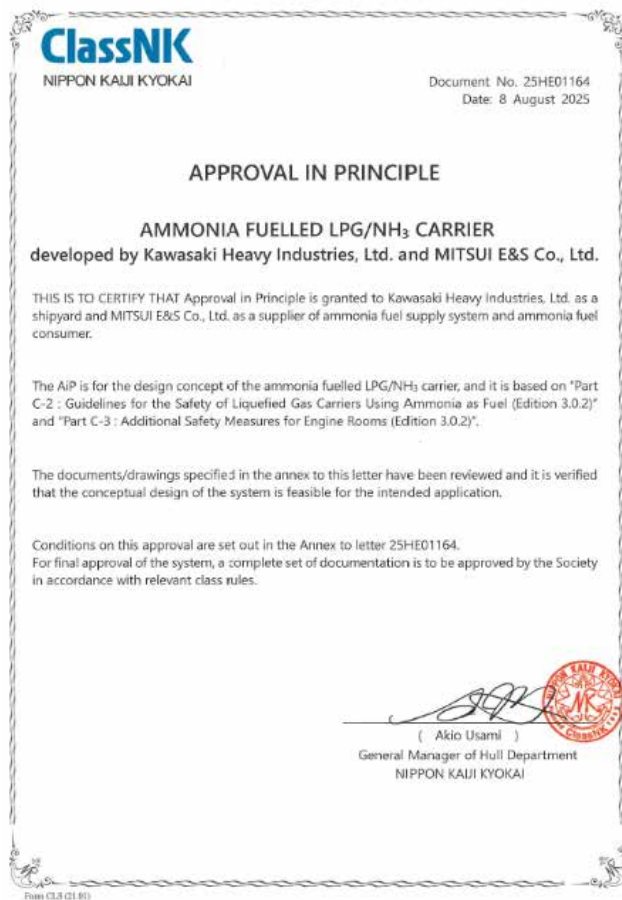 ClassNK
NIPPON KAIJI KYOKAI
Document No. 25HE01164
Date: 8 August 2025
APPROVAL IN PRINCIPLE
AMMONIA FUELLED LPG/NH₃ CARRIER
developed by Kawasaki Heavy Industries, Ltd. and MITSUI E&S Co., Ltd.
THIS IS TO CERTIFY THAT Approval in Principle is granted to Kawasaki Heavy Industries, Ltd. as a
shipyard and MITSUI E&S Co., Ltd. as a supplier of ammonia fuel supply system and ammonia fuel
consumer.
The AiP is for the design concept of the ammonia fuelled LPG/NH₃ carrier, and it is based on "Part
C-2 : Guidelines for the Safety of Liquefied Gas Carriers Using Ammonia as Fuel (Edition 3.0.2)"
and "Part C-3 : Additional Safety Measures for Engine Rooms (Edition 3.0.2)".
The documents/drawings specified in the annex to this letter have been reviewed and it is verified
that the conceptual design of the system is feasible for the intended application.
Conditions on this approval are set out in the Annex to letter 25HE01164.
For final approval of the system, a complete set of documentation is to be approved by the Society
in accordance with relevant class rules.
NIPPON KAIJI KYOKAI
NK
ClassNK
( Akio Usami )
General Manager of Hull Department
NIPPON KAIJI KYOKAI